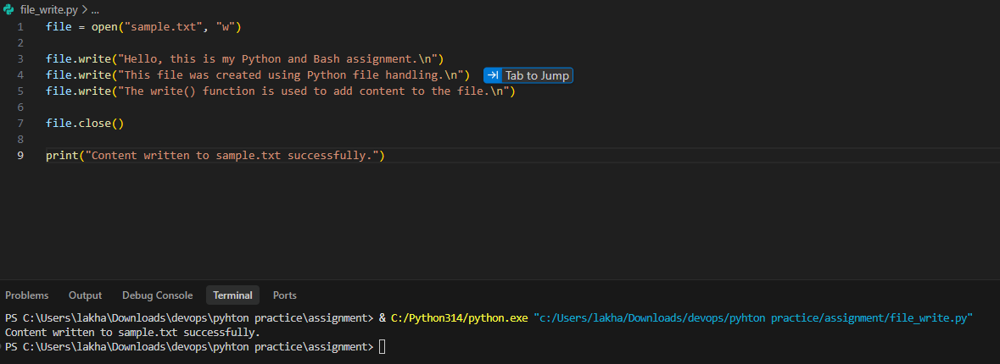 file_write.py > ...
1 file = open("sample.txt", "w")
2
3 file.write("Hello, this is my Python and Bash assignment.\n")
4 file.write("This file was created using Python file handling.\n") Tab to Jump
5 file.write("The write() function is used to add content to the file.\n")
6
7 file.close()
8
9 print("Content written to sample.txt successfully.")
Problems Output Debug Console Terminal Ports
PS C:\Users\lakha\Downloads\devops\pyhton practice\assignment> & C:/Python314/python.exe "c:/Users/lakha/Downloads/devops/pyhton practice/assignment/file_write.py"
Content written to sample.txt successfully.
PS C:\Users\lakha\Downloads\devops\pyhton practice\assignment>